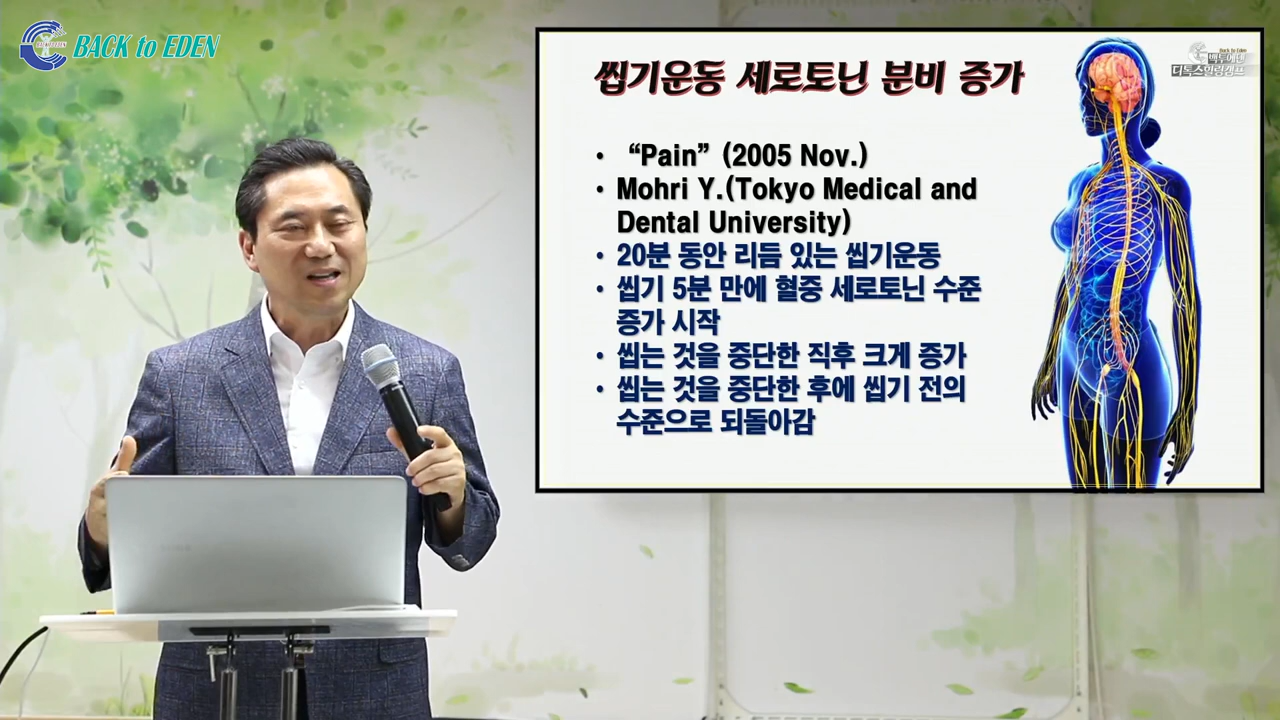 BACK to EDEN
Back to Eden
백투에덴
디톡스힐링캠프
씹기운동 세로토닌 분비 증가
• “Pain” (2005 Nov.)
• Mohri Y.(Tokyo Medical and
Dental University)
• 20분 동안 리듬 있는 씹기운동
• 씹기 5분 만에 혈중 세로토닌 수준
증가 시작
• 씹는 것을 중단한 직후 크게 증가
• 씹는 것을 중단한 후에 씹기 전의
수준으로 되돌아감